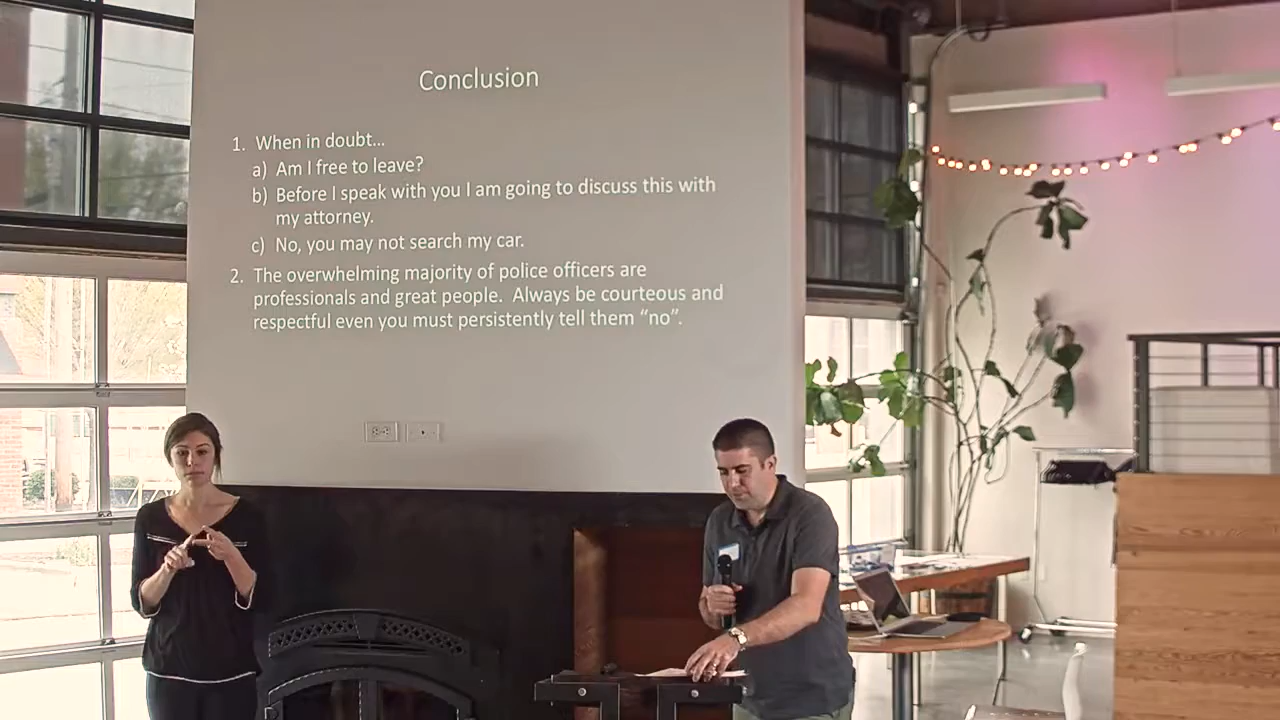 Conclusion
1. When in doubt...
a) Am I free to leave?
b) Before I speak with you I am going to discuss this with
my attorney.
c) No, you may not search my car.
2. The overwhelming majority of police officers are
professionals and great people. Always be courteous and
respectful even you must persistently tell them “no”.